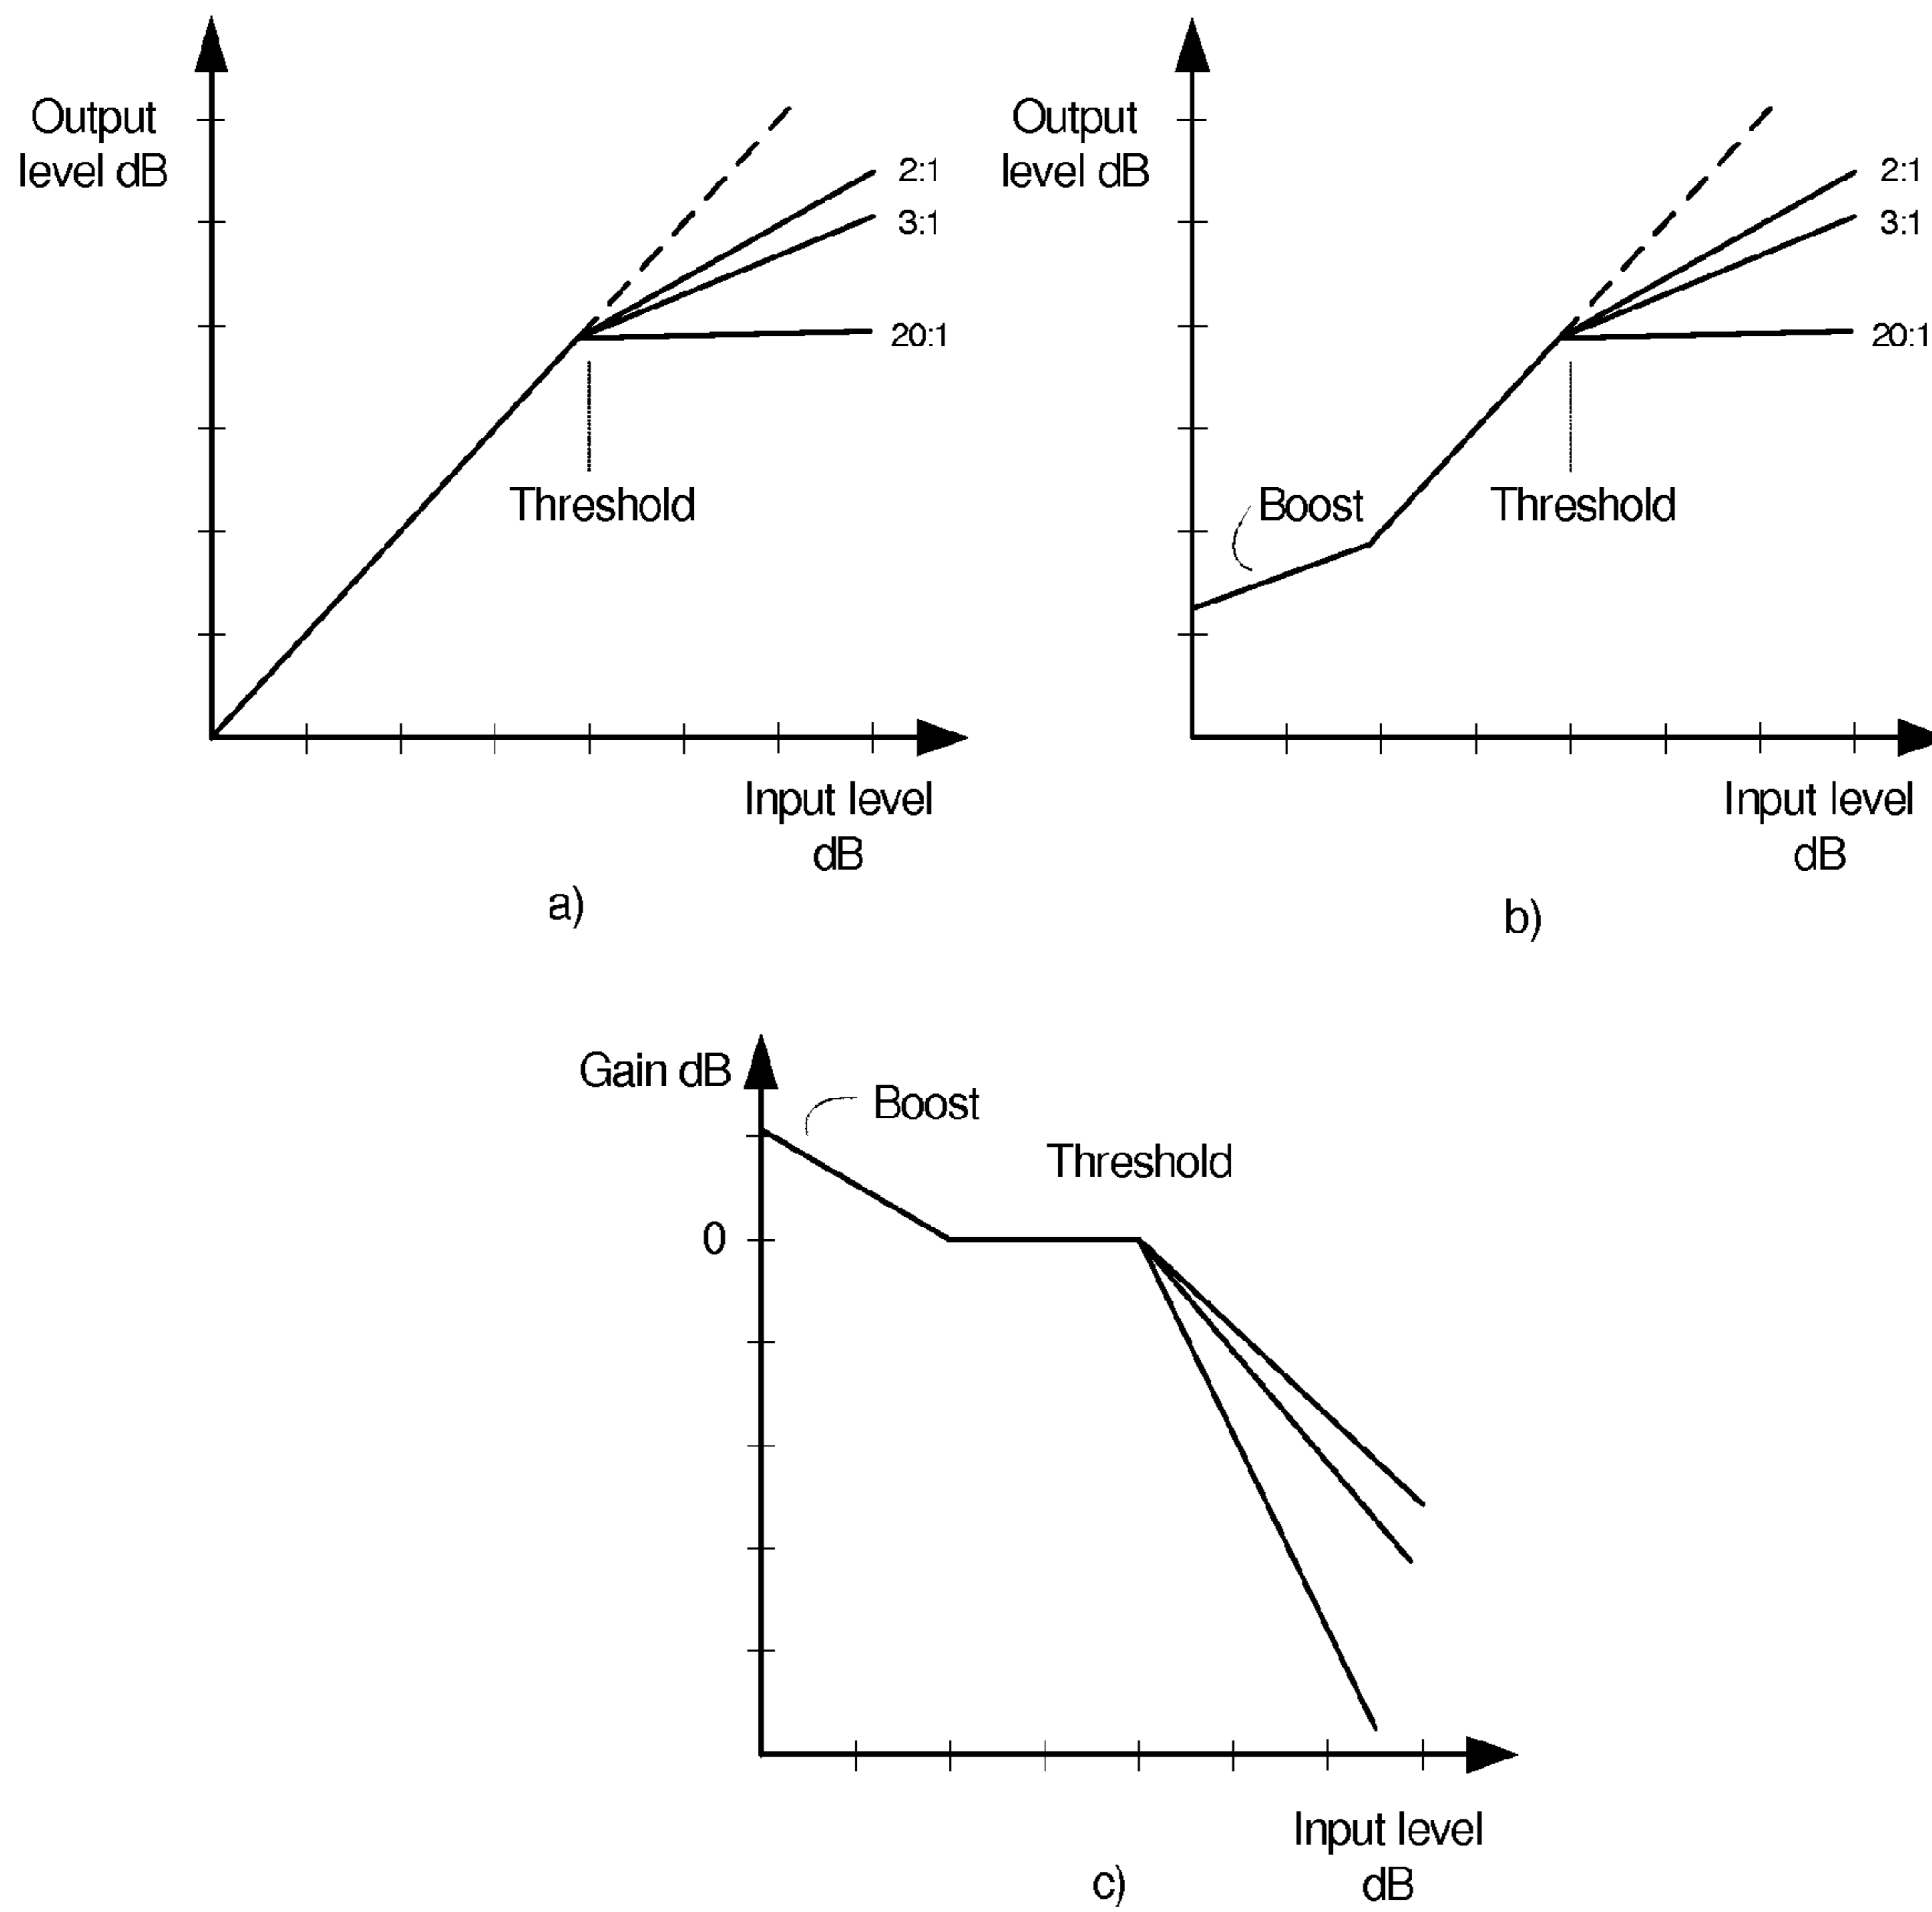 Output
level dB
2:1
3:1
20:1
Threshold
Input level
dB
a)
Output
level dB
2:1
3:1
20:1
Boost
Threshold
Input level
dB
b)
Gain dB
Boost
Threshold
0
Input level
dB
c)